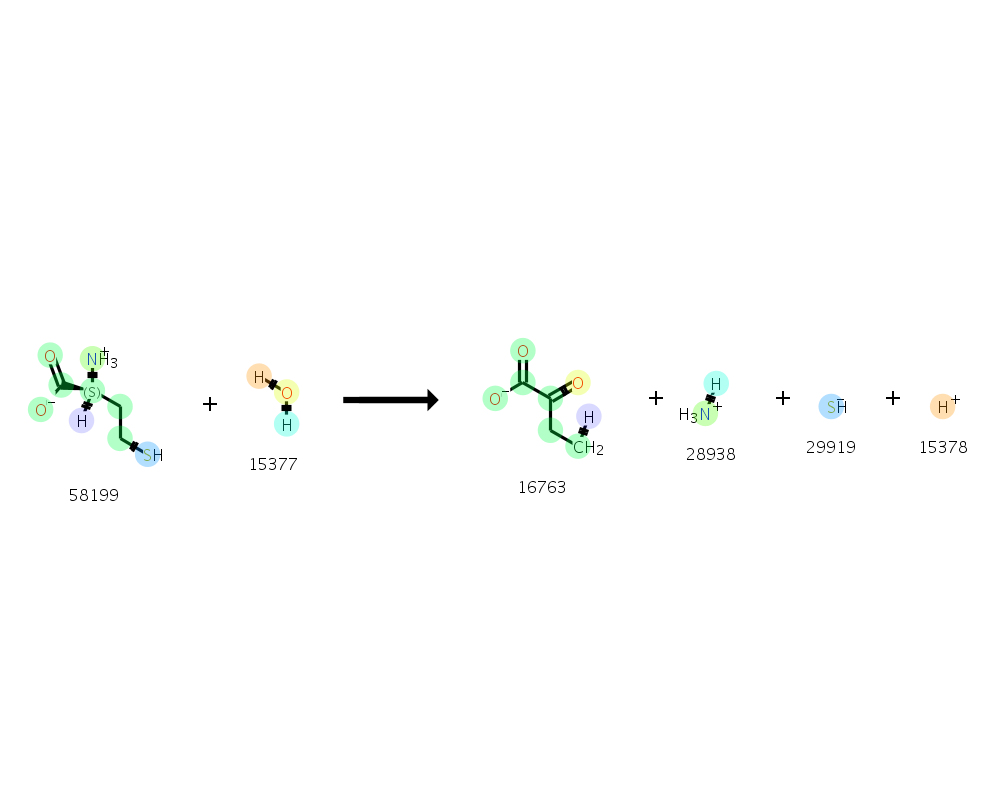 O
NH3+
(S)
O-
H
SH
58199
+
H
O
H
15377
O
O-
O
H
CH2
16763
+
H
H3N+
28938
+
SH-
29919
+
H+
15378